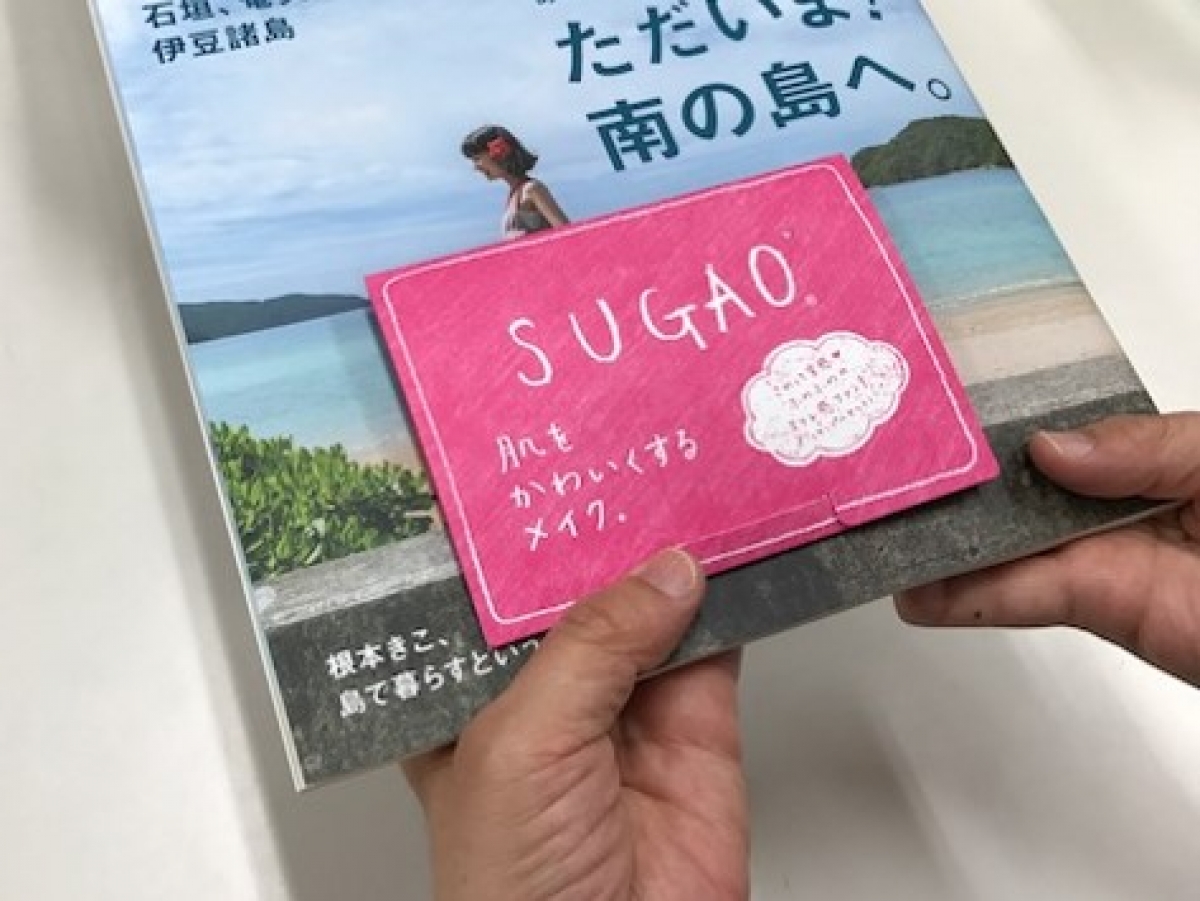 石垣、奄美
伊豆諸島
ただいま!
南の島へ。
SUGAO
肌を
かわいくする
メイク。
根本きこ、
島で暮らすという